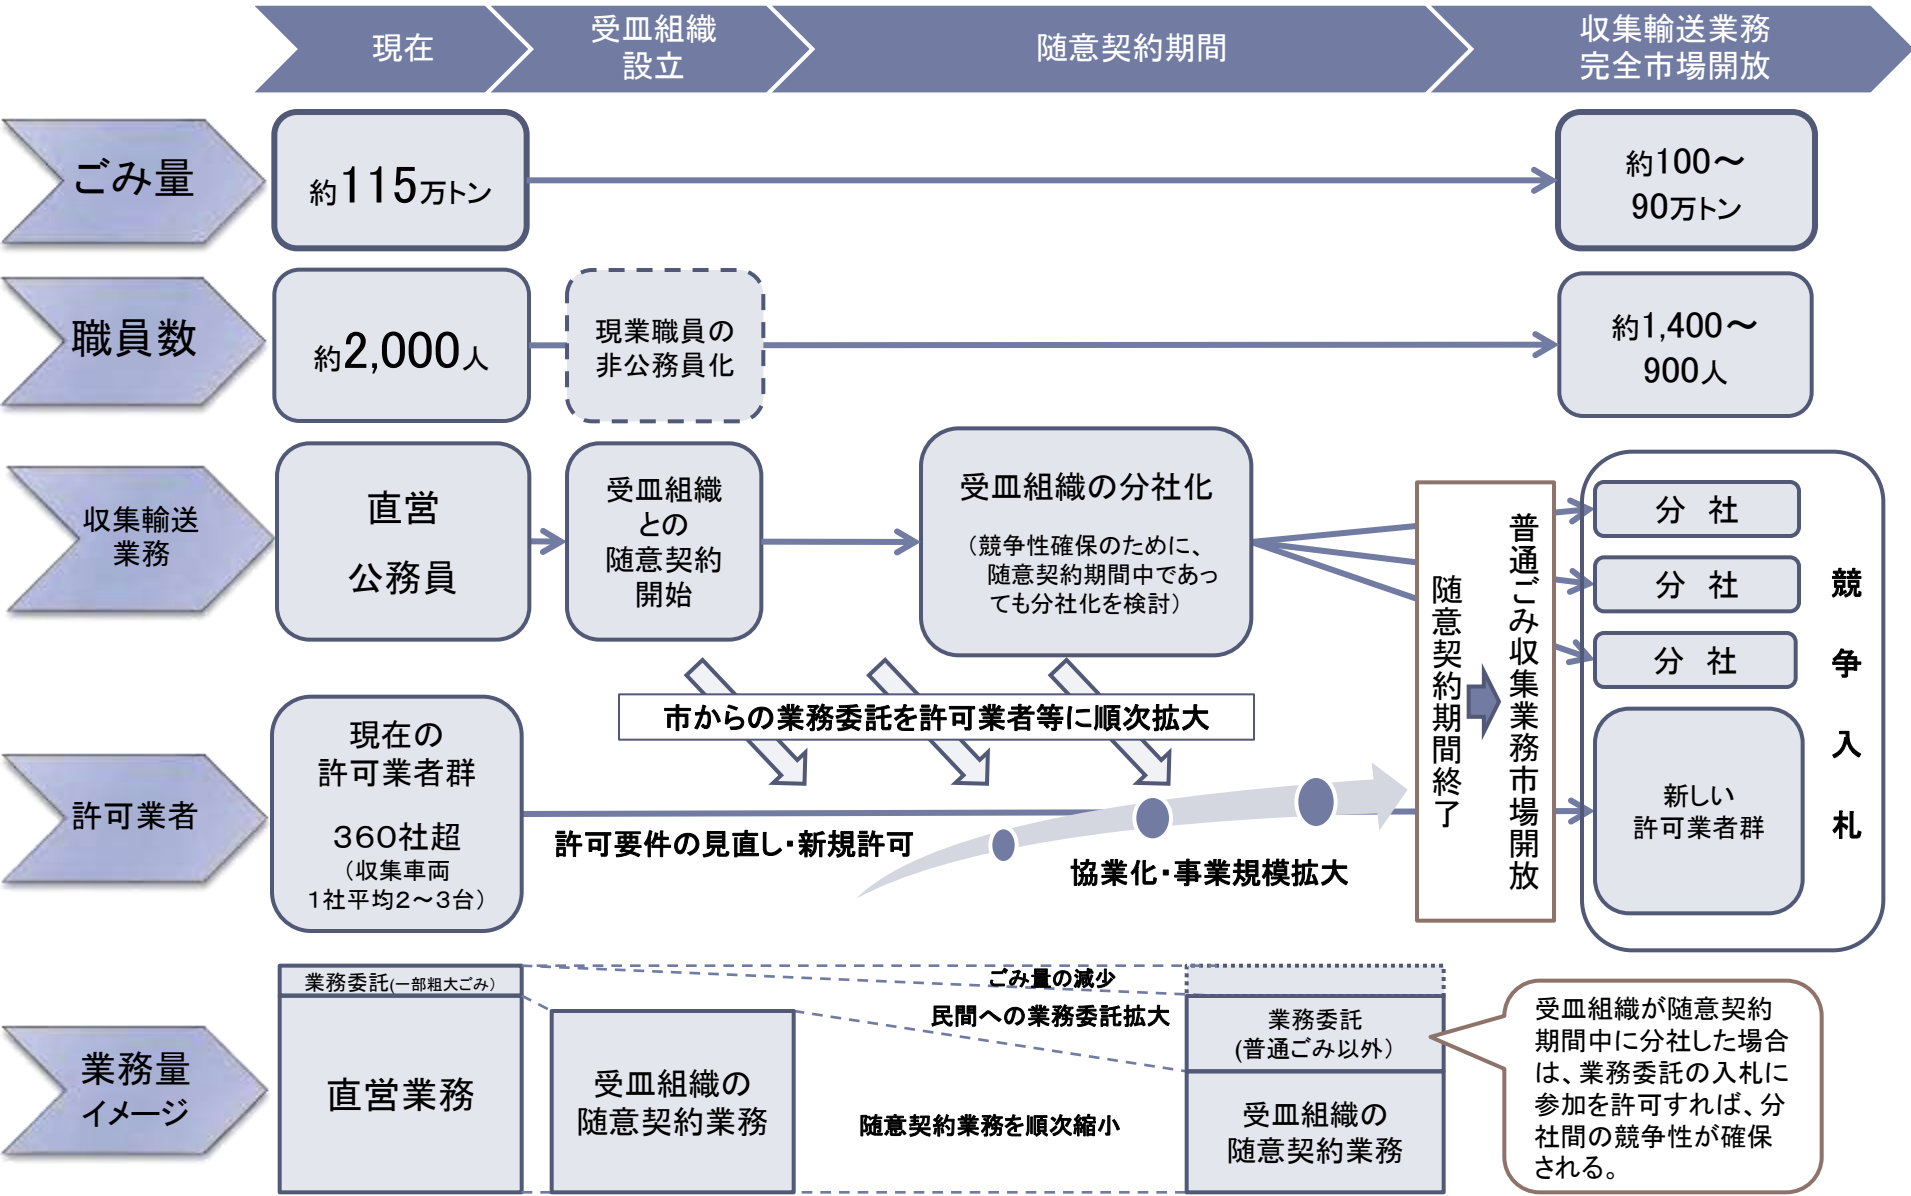 現在
受皿組織
設立
随意契約期間
収集輸送業務
完全市場開放
ごみ量
約115万トン
約100～
90万トン
職員数
約2,000人
現業職員の
非公務員化
約1,400～
900人
収集輸送
業務
直営
公務員
受皿組織
との
随意契約
開始
受皿組織の分社化
（競争性確保のために、
随意契約期間中であっ
ても分社化を検討）
随意契約期間終了
普通ごみ収集業務市場開放
分　社
分　社
分　社
競争入札
市からの業務委託を許可業者等に順次拡大
許可業者
現在の
許可業者群
360社超
（収集車両
1社平均2～3台）
許可要件の見直し・新規許可
協業化・事業規模拡大
新しい
許可業者群
業務量
イメージ
業務委託(一部粗大ごみ)
直営業務
受皿組織の
随意契約業務
ごみ量の減少
民間への業務委託拡大
随意契約業務を順次縮小
業務委託
(普通ごみ以外)
受皿組織の
随意契約業務
受皿組織が随意契約
期間中に分社した場合
は、業務委託の入札に
参加を許可すれば、分
社間の競争性が確保
される。